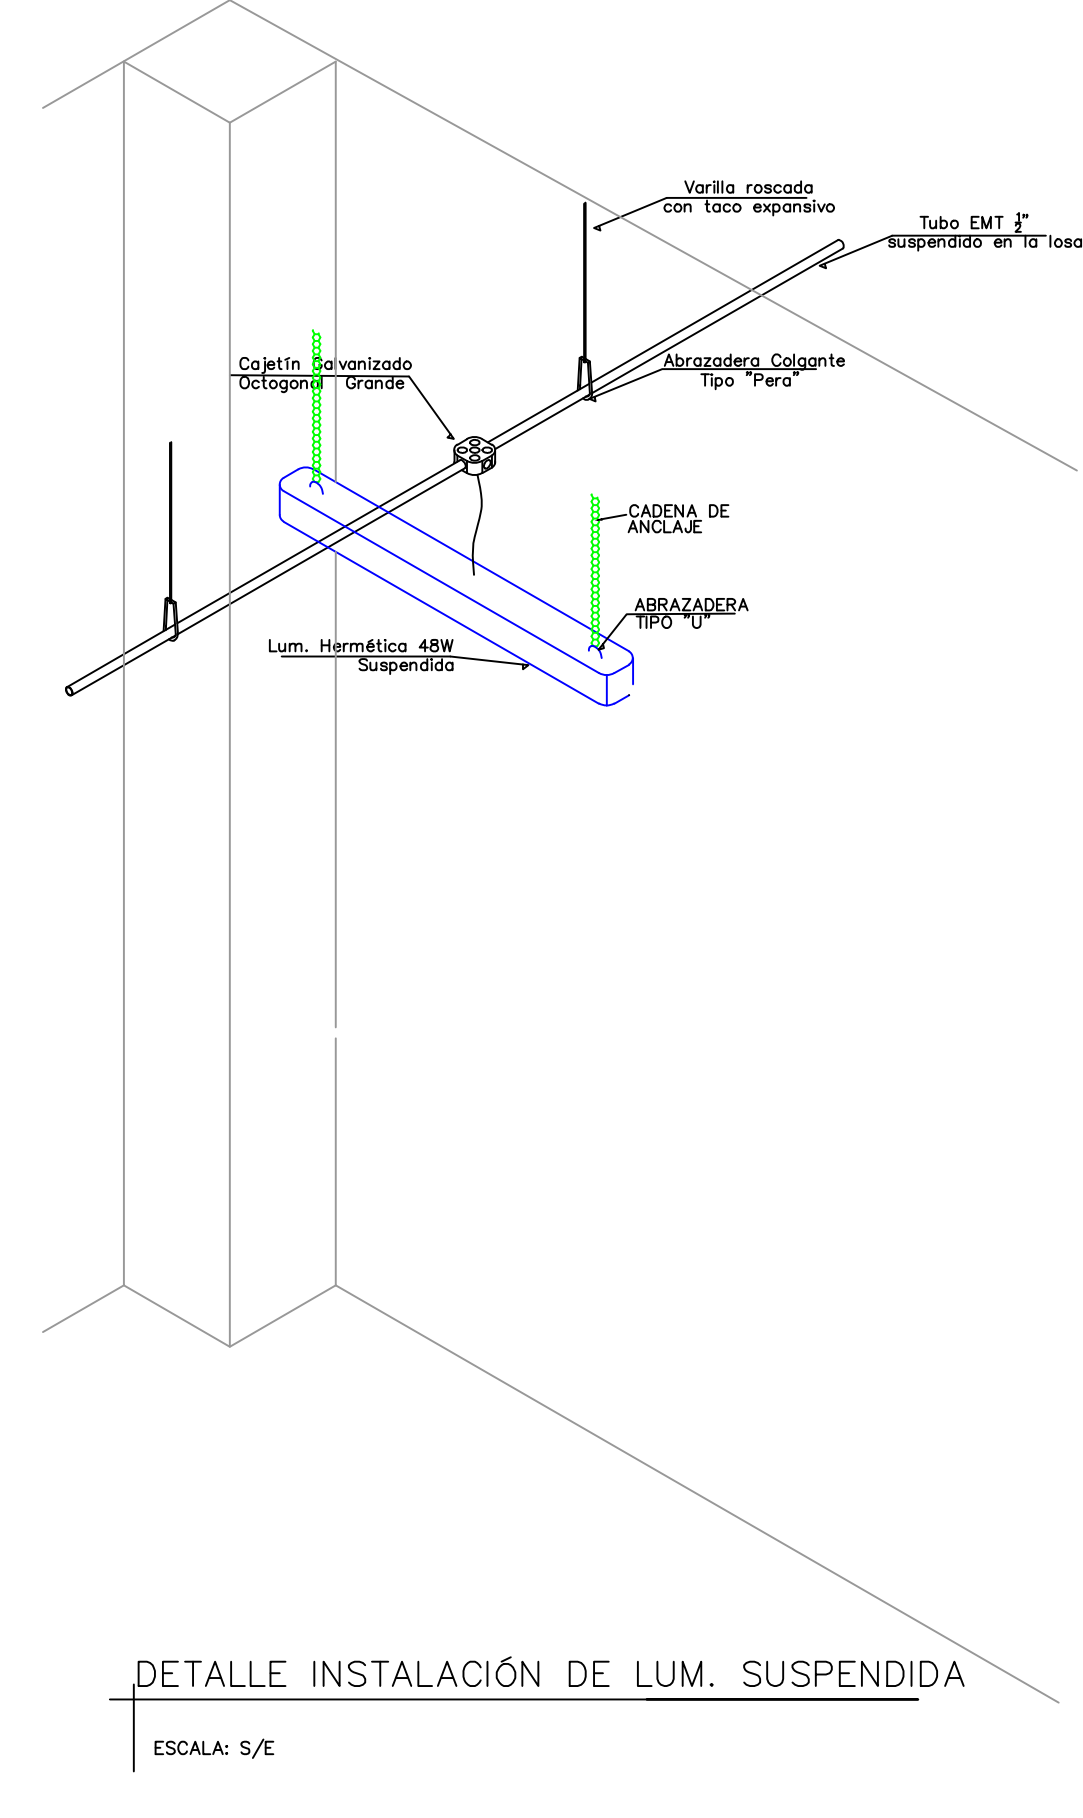 Varilla roscada
con taco expansivo
Tubo EMT ½"
suspendido en la losa
Cajetín Galvanizado
Octogonal Grande
Abrazadera Colgante
Tipo "Pera"
CADENA DE
ANCLAJE
ABRAZADERA
TIPO "U"
Lum. Hermética 48W
Suspendida
DETALLE INSTALACIÓN DE LUM. SUSPENDIDA
ESCALA: S/E